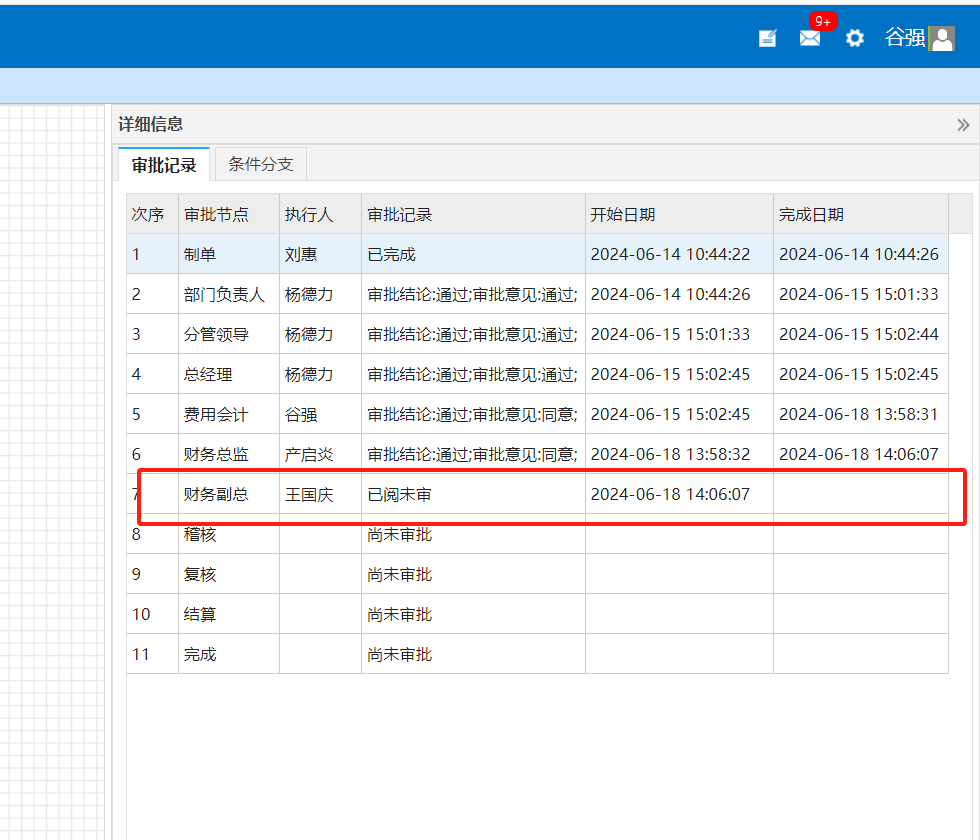 9+
谷强
详细信息
审批记录 条件分支
次序 审批节点 执行人 审批记录 开始日期 完成日期
1 制单 刘惠 已完成 2024-06-14 10:44:22 2024-06-14 10:44:26
2 部门负责人 杨德力 审批结论:通过;审批意见:通过; 2024-06-14 10:44:26 2024-06-15 15:01:33
3 分管领导 杨德力 审批结论:通过;审批意见:通过; 2024-06-15 15:01:33 2024-06-15 15:02:44
4 总经理 杨德力 审批结论:通过;审批意见:通过; 2024-06-15 15:02:45 2024-06-15 15:02:45
5 费用会计 谷强 审批结论:通过;审批意见:同意; 2024-06-15 15:02:45 2024-06-18 13:58:31
6 财务总监 产启炎 审批结论:通过;审批意见:同意; 2024-06-18 13:58:32 2024-06-18 14:06:07
7 财务副总 王国庆 已阅未审 2024-06-18 14:06:07
8 稽核 尚未审批
9 复核 尚未审批
10 结算 尚未审批
11 完成 尚未审批